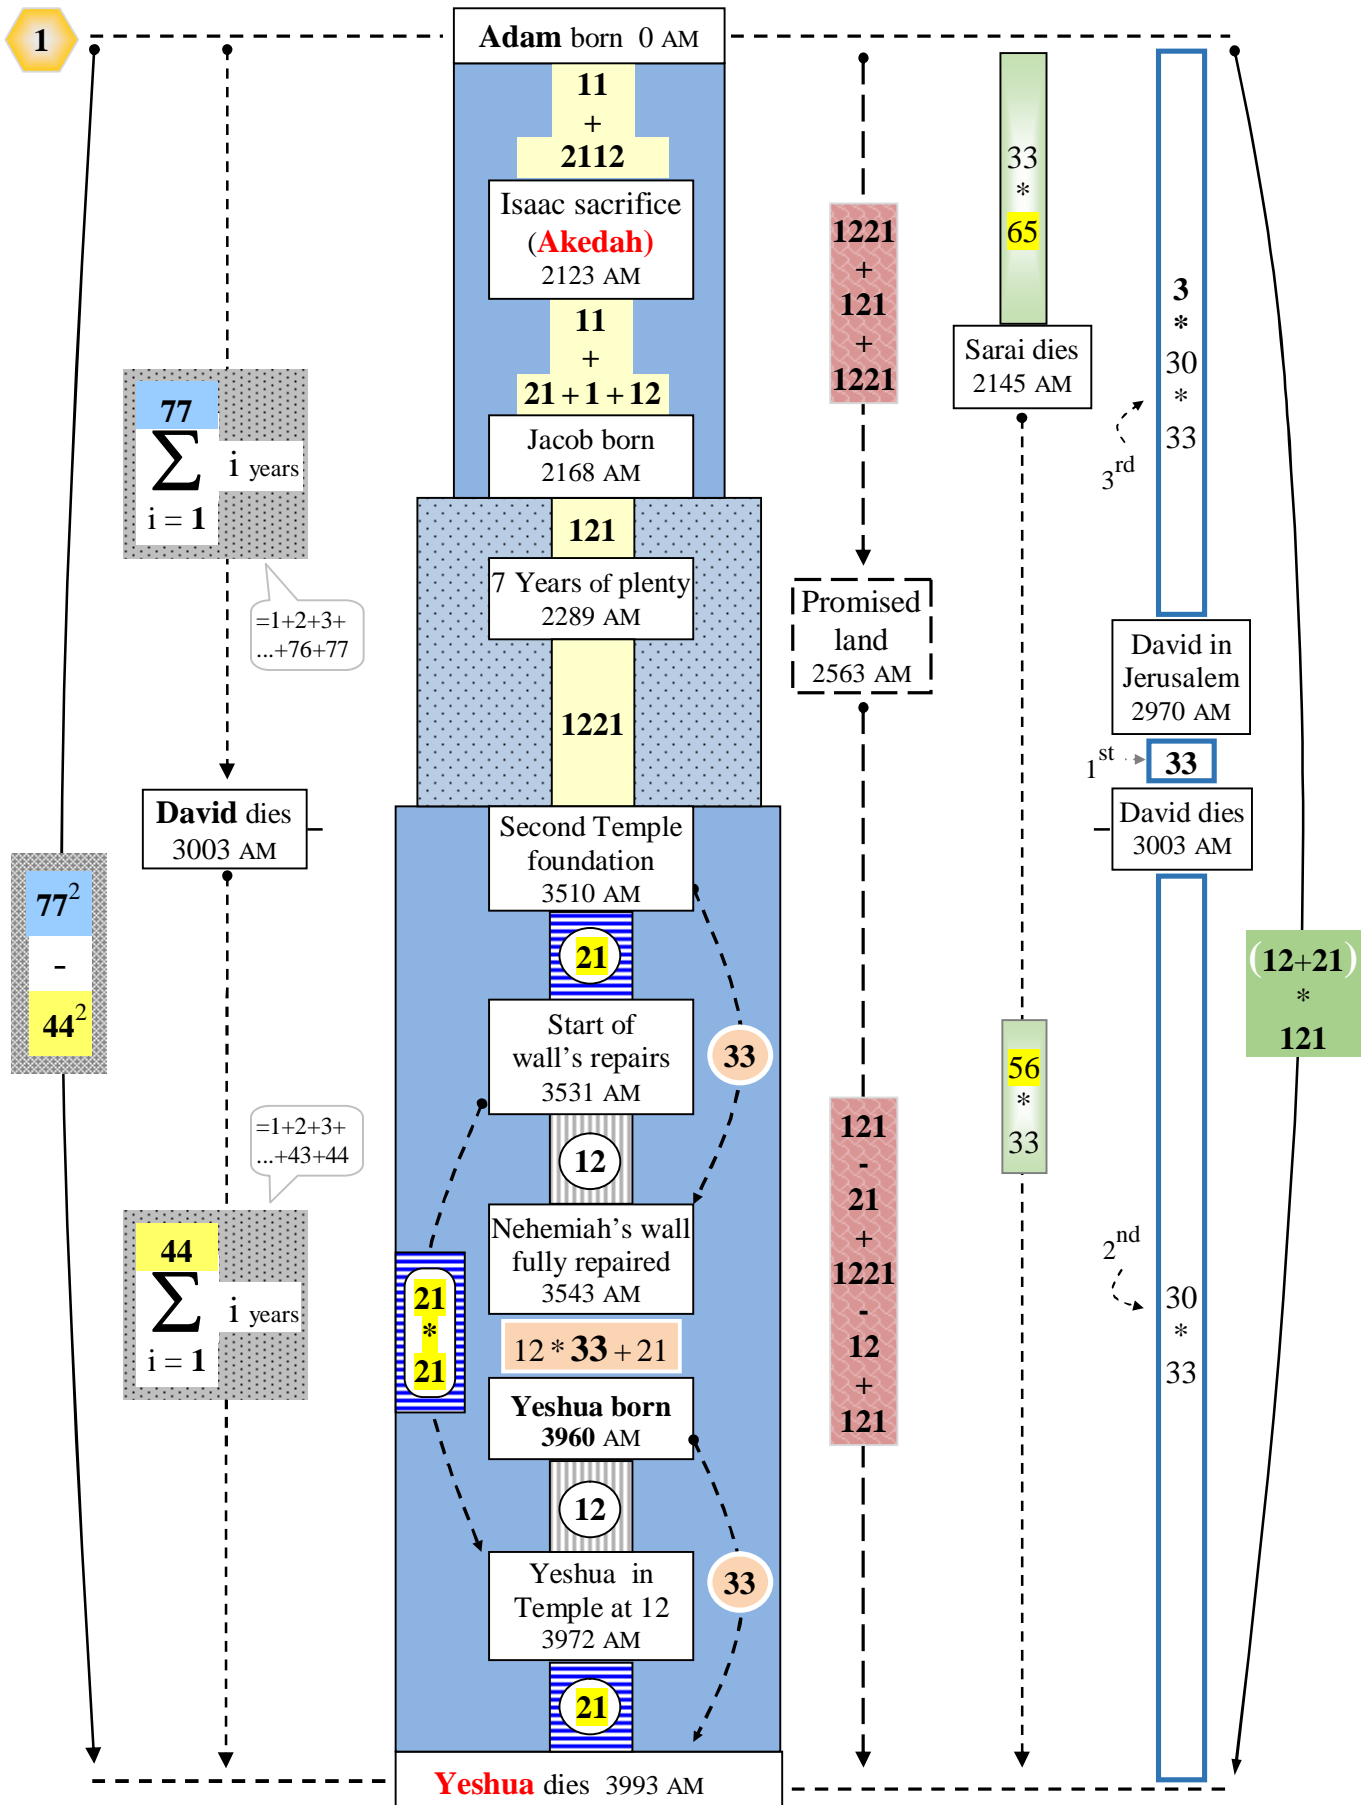 1
Adam born 0 AM
11
+
2112
Isaac sacrifice
(Akedah)
2123 AM
11
+
21 + 1 + 12
Jacob born
2168 AM
121
7 Years of plenty
2289 AM
1221
Second Temple
foundation
3510 AM
21
Start of
wall's repairs
3531 AM
33
12
Nehemiah's wall
fully repaired
3543 AM
21
*
21
12 * 33 + 21
Yeshua born
3960 AM
12
Yeshua in
Temple at 12
3972 AM
33
21
Yeshua dies 3993 AM
77²
-
44²
77
∑ i years
i = 1
=1+2+3+
...+76+77
David dies
3003 AM
=1+2+3+
...+43+44
44
∑ i years
i = 1
1221
+
121
+
1221
Promised
land
2563 AM
121
-
21
+
1221
-
12
+
121
33
*
65
Sarai dies
2145 AM
56
*
33
3
*
30
*
33
3rd
David in
Jerusalem
2970 AM
1st
33
David dies
3003 AM
2nd
30
*
33
(12+21)
*
121